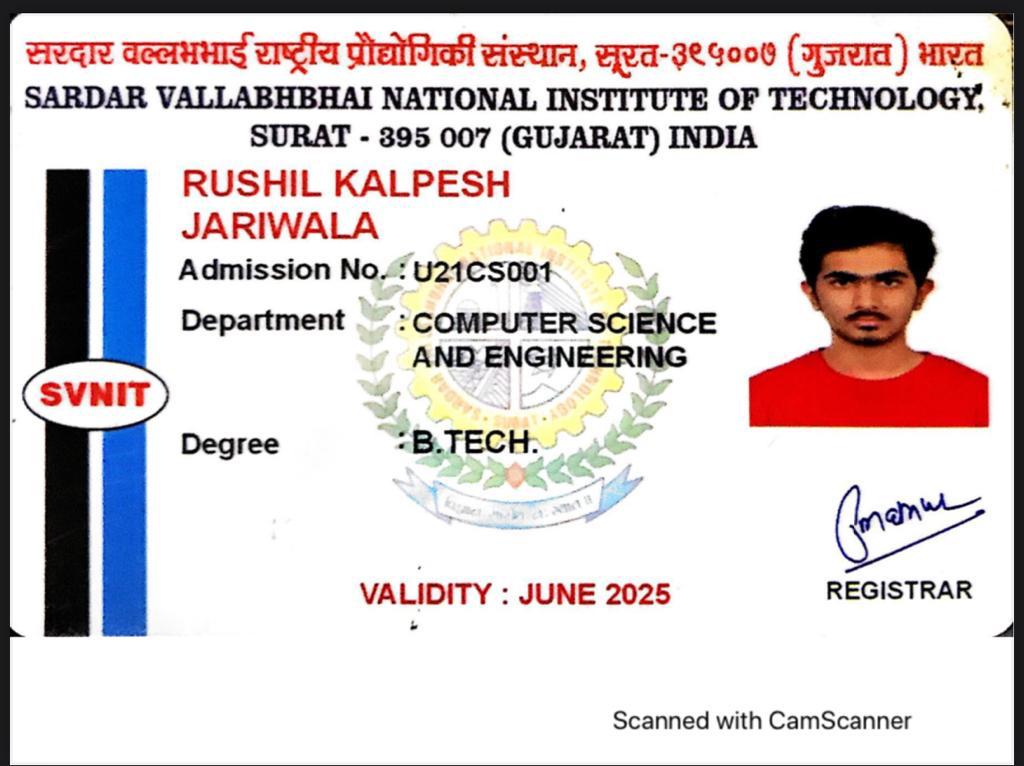 सरदार वल्लभभाई राष्ट्रीय प्रौद्योगिकी संस्थान, सूरत-३९५००७ (गुजरात) भारत
SARDAR VALLABHBHAI NATIONAL INSTITUTE OF TECHNOLOGY,
SURAT - 395 007 (GUJARAT) INDIA
RUSHIL KALPESH
JARIWALA
Admission No. : U21CS001
Department : COMPUTER SCIENCE
AND ENGINEERING
SVNIT
Degree : B.TECH.
VALIDITY : JUNE 2025
REGISTRAR
Scanned with CamScanner